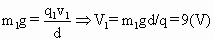 m₁g = q₁v₁/d ⇒ V₁ = m₁gd/q = 9(V)